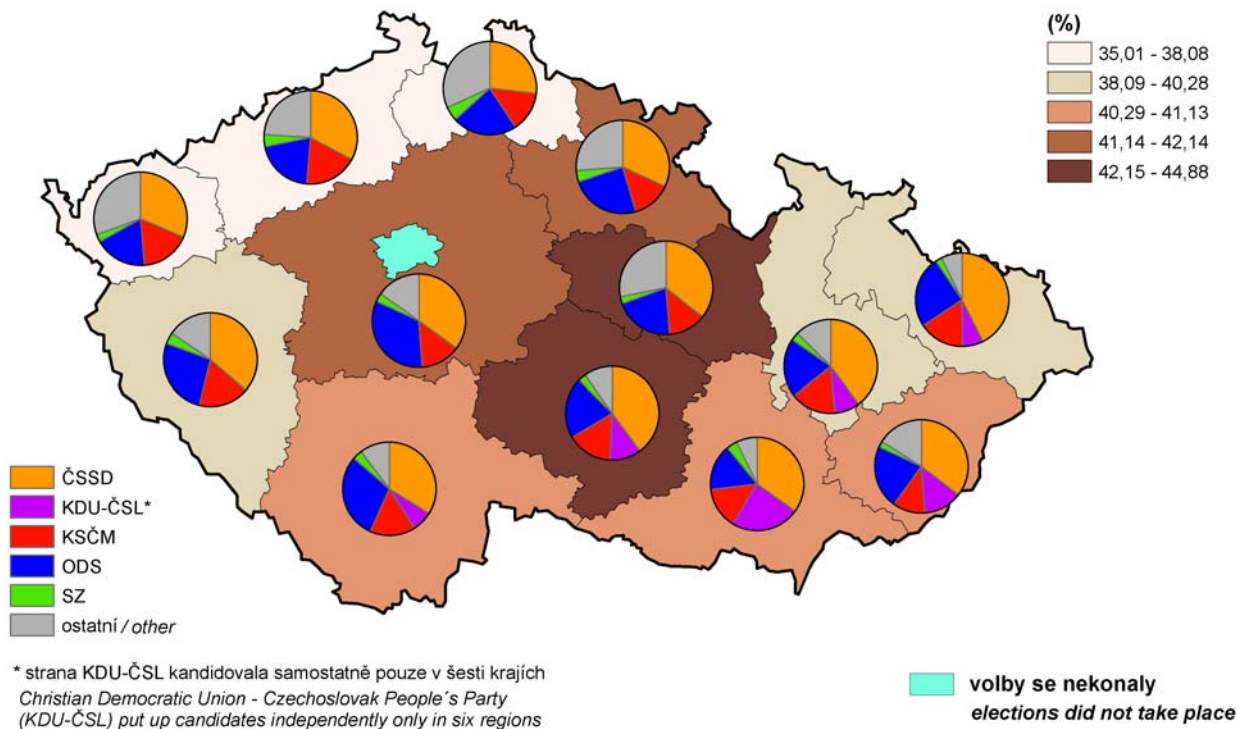 (%)
35,01 - 38,08
38,09 - 40,28
40,29 - 41,13
41,14 - 42,14
42,15 - 44,88
ČSSD
KDU-ČSL*
KSČM
ODS
SZ
ostatní / other
* strana KDU-ČSL kandidovala samostatně pouze v šesti krajích
Christian Democratic Union - Czechoslovak People´s Party
(KDU-ČSL) put up candidates independently only in six regions
volby se nekonaly
elections did not take place